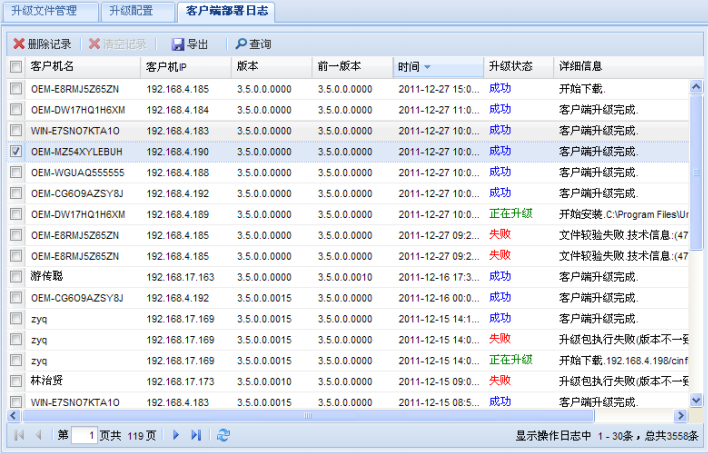 升级文件管理 升级配置 客户端部署日志
删除记录 清空记录 导出 查询
客户机名 客户机IP 版本 前一版本 时间 升级状态 详细信息
OEM-E8RMJ5Z65ZN 192.168.4.185 3.5.0.0.0000 3.5.0.0.0000 2011-12-27 15:0... 成功 开始下载.
OEM-DW17HQ1H6XM 192.168.4.184 3.5.0.0.0000 3.5.0.0.0000 2011-12-27 11:0... 成功 客户端升级完成.
WIN-E7SNO7KTA1O 192.168.4.183 3.5.0.0.0000 3.5.0.0.0000 2011-12-27 10:0... 成功 客户端升级完成.
OEM-MZ54XYLEBUH 192.168.4.190 3.5.0.0.0000 3.5.0.0.0000 2011-12-27 10:0... 成功 客户端升级完成.
OEM-WGUAQ555555 192.168.4.188 3.5.0.0.0000 3.5.0.0.0000 2011-12-27 10:0... 成功 客户端升级完成.
OEM-CG6O9AZSY8J 192.168.4.192 3.5.0.0.0000 3.5.0.0.0000 2011-12-27 10:0... 成功 客户端升级完成.
OEM-DW17HQ1H6XM 192.168.4.189 3.5.0.0.0000 3.5.0.0.0000 2011-12-27 10:0... 正在升级 开始安装.C:\Program Files\Un
OEM-E8RMJ5Z65ZN 192.168.4.185 3.5.0.0.0000 3.5.0.0.0000 2011-12-27 09:2... 失败 文件较验失败.技术信息:(47
OEM-E8RMJ5Z65ZN 192.168.4.185 3.5.0.0.0000 3.5.0.0.0000 2011-12-27 09:2... 失败 文件较验失败.技术信息:(47
游传聪 192.168.17.163 3.5.0.0.0000 3.5.0.0.0010 2011-12-16 17:3... 成功 客户端升级完成.
OEM-CG6O9AZSY8J 192.168.4.192 3.5.0.0.0015 3.5.0.0.0000 2011-12-16 00:0... 成功 客户端升级完成.
zyq 192.168.17.169 3.5.0.0.0015 3.5.0.0.0000 2011-12-15 14:1... 成功 客户端升级完成.
zyq 192.168.17.169 3.5.0.0.0015 3.5.0.0.0000 2011-12-15 14:0... 失败 升级包执行失败(版本不一致
zyq 192.168.17.169 3.5.0.0.0015 3.5.0.0.0000 2011-12-15 14:0... 正在升级 开始下载.192.168.4.198/cinf
林治贤 192.168.17.173 3.5.0.0.0010 3.5.0.0.0000 2011-12-15 09:0... 失败 升级包执行失败(版本不一致
WIN-E7SNO7KTA1O 192.168.4.183 3.5.0.0.0015 3.5.0.0.0000 2011-12-15 08:5... 成功 客户端升级完成.
第 1 页共 119 页 显示操作日志中 1 - 30条，总共3558条